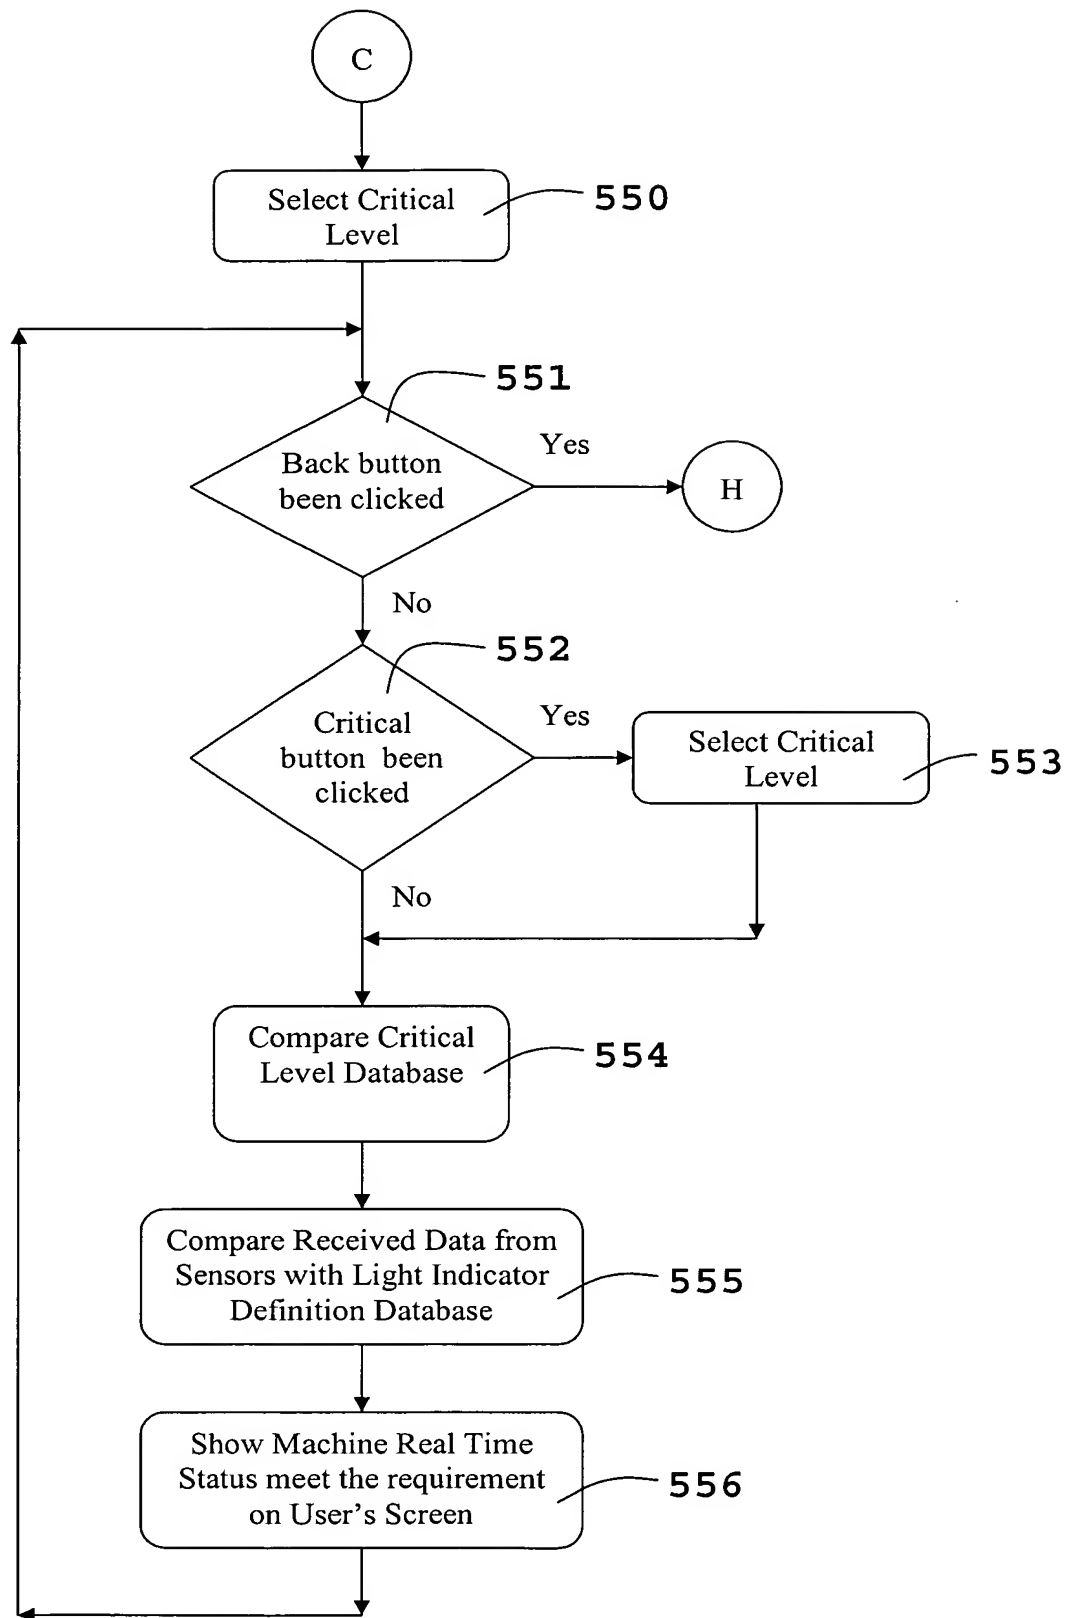 C
Select Critical
Level
550
551
Back button
been clicked
Yes
H
No
552
Critical
button been
clicked
Yes
Select Critical
Level
553
No
Compare Critical
Level Database
554
Compare Received Data from
Sensors with Light Indicator
Definition Database
555
Show Machine Real Time
Status meet the requirement
on User's Screen
556